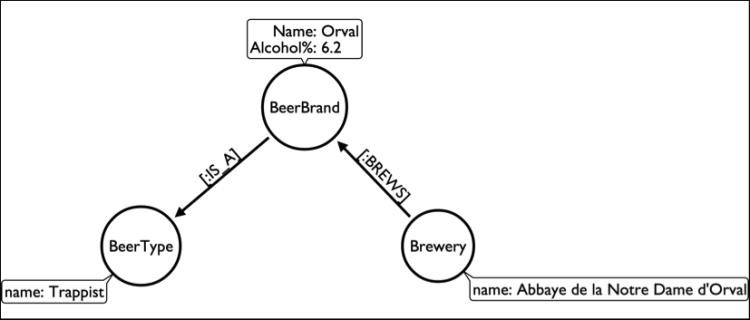 Name: Orval
Alcohol%: 6.2
BeerBrand
[:IS_A]
[:BREWS]
BeerType
Brewery
name: Trappist
name: Abbaye de la Notre Dame d'Orval